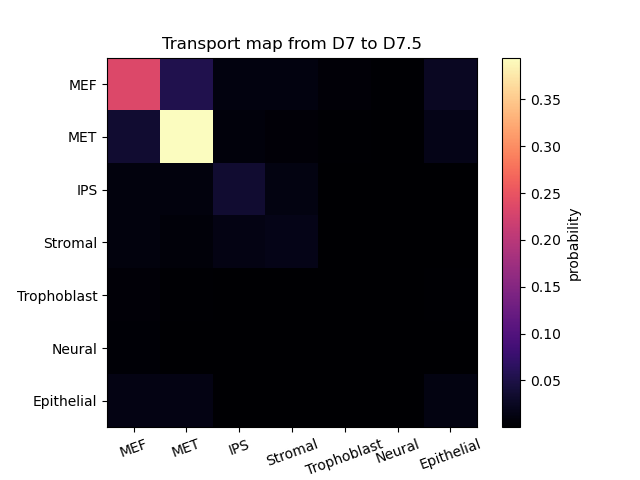 Transport map from D7 to D7.5
MEF
MET
IPS
Stromal
Trophoblast
Neural
Epithelial
MEF MET IPS Stromal Trophoblast Neural Epithelial
0.35
0.30
0.25
0.20
0.15
0.10
0.05
probability